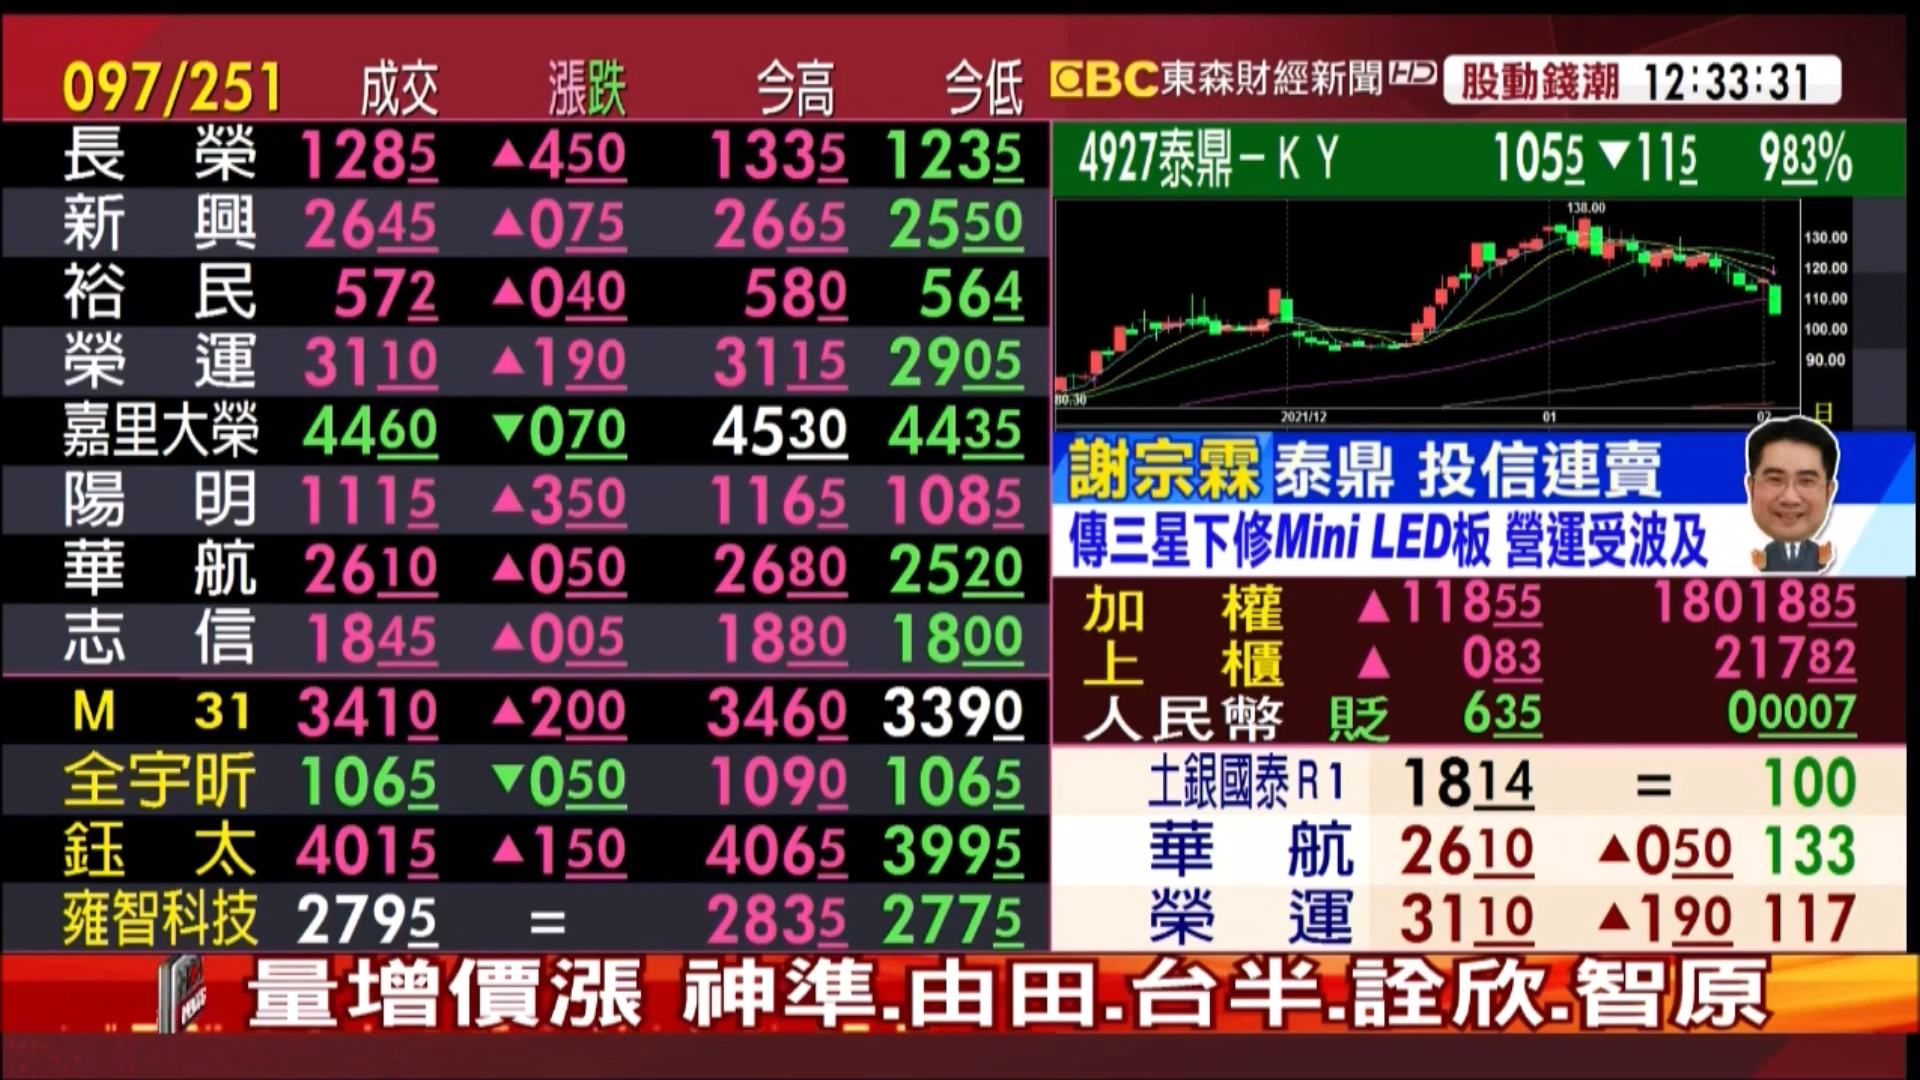 097/251 成交 漲跌 今高 今低
長榮 1285 ▲450 1335 1235
新興 2645 ▲075 2665 2550
裕民 572 ▲040 580 564
榮運 3110 ▲190 3115 2905
嘉里大榮 4460 ▼070 4530 4435
陽明 1115 ▲350 1165 1085
華航 2610 ▲050 2680 2520
志信 1845 ▲005 1880 1800
M31 3410 ▲200 3460 3390
全宇昕 1065 ▼050 1090 1065
鈺太 4015 ▲150 4065 3995
雍智科技 2795 = 2835 2775
EBC東森財經新聞HD 股動錢潮 12:33:31
4927泰鼎－KY 1055 ▼115 983%
138.00
130.00
120.00
110.00
100.00
90.00
80.30
2021/12 01 02 日
謝宗霖 泰鼎 投信連賣
傳三星下修Mini LED板 營運受波及
加權 ▲11855 1801885
上櫃 ▲083 21782
人民幣 貶 635 00007
土銀國泰R1 1814 = 100
華航 2610 ▲050 133
榮運 3110 ▲190 117
量增價漲 神準.由田.台半.詮欣.智原